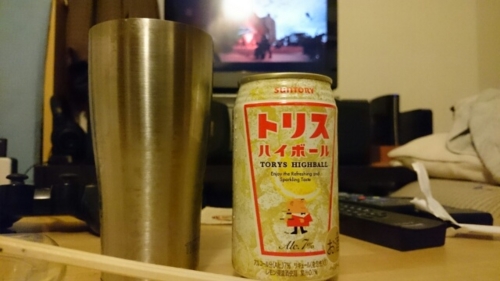 SUNTORY
トリス
ハイボール
TORYS HIGHBALL
Enjoy the Refreshing and
Sparkling Taste
Alc.7%
お